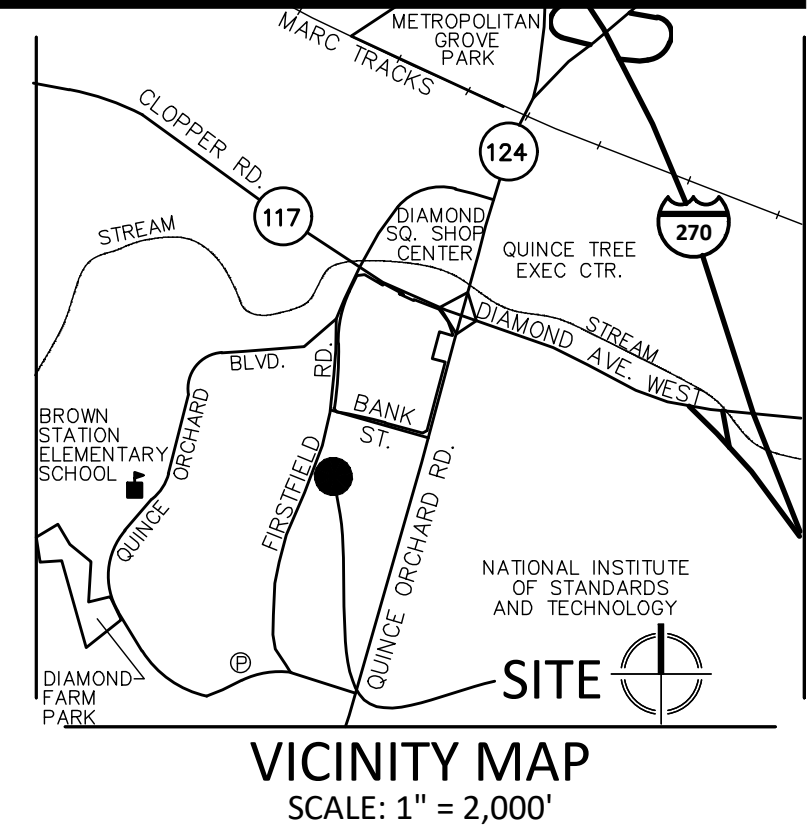 METROPOLITAN
GROVE
PARK
MARC TRACKS
CLOPPER RD.
124
117
STREAM
DIAMOND
SQ. SHOP
CENTER
270
QUINCE TREE
EXEC CTR.
DIAMOND AVE. WEST
STREAM
BLVD.
RD.
BANK
ST.
BROWN
STATION
ELEMENTARY
SCHOOL
ORCHARD
QUINCE
FIRSTFIELD
QUINCE ORCHARD RD.
NATIONAL INSTITUTE
OF STANDARDS
AND TECHNOLOGY
P
DIAMOND
FARM
PARK
SITE
VICINITY MAP
SCALE: 1" = 2,000'